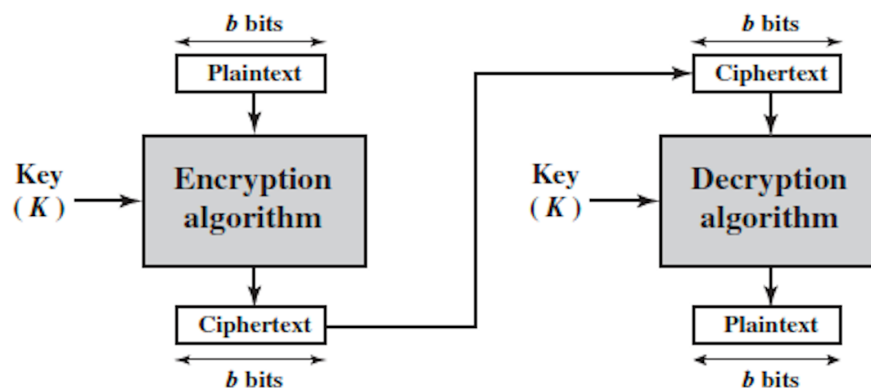 b bits
Plaintext
Key
( K )
Encryption
algorithm
Ciphertext
b bits
b bits
Ciphertext
Key
( K )
Decryption
algorithm
Plaintext
b bits